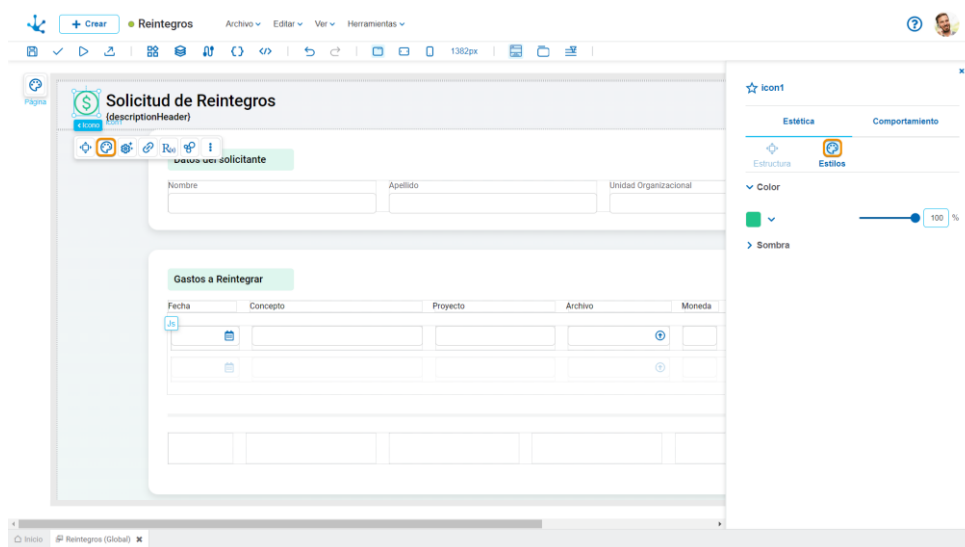 Crear
Reintegros
Archivo
Editar
Ver
Herramientas
1382px
Página
Solicitud de Reintegros
{descriptionHeader}
Icono
icon1
R(x)
Datos del solicitante
Nombre
Apellido
Unidad Organizacional
Gastos a Reintegrar
Fecha
Concepto
Proyecto
Archivo
Moneda
Js
icon1
Estética
Comportamiento
Estructura
Estilos
Color
100 %
Sombra
Inicio
Reintegros (Global)